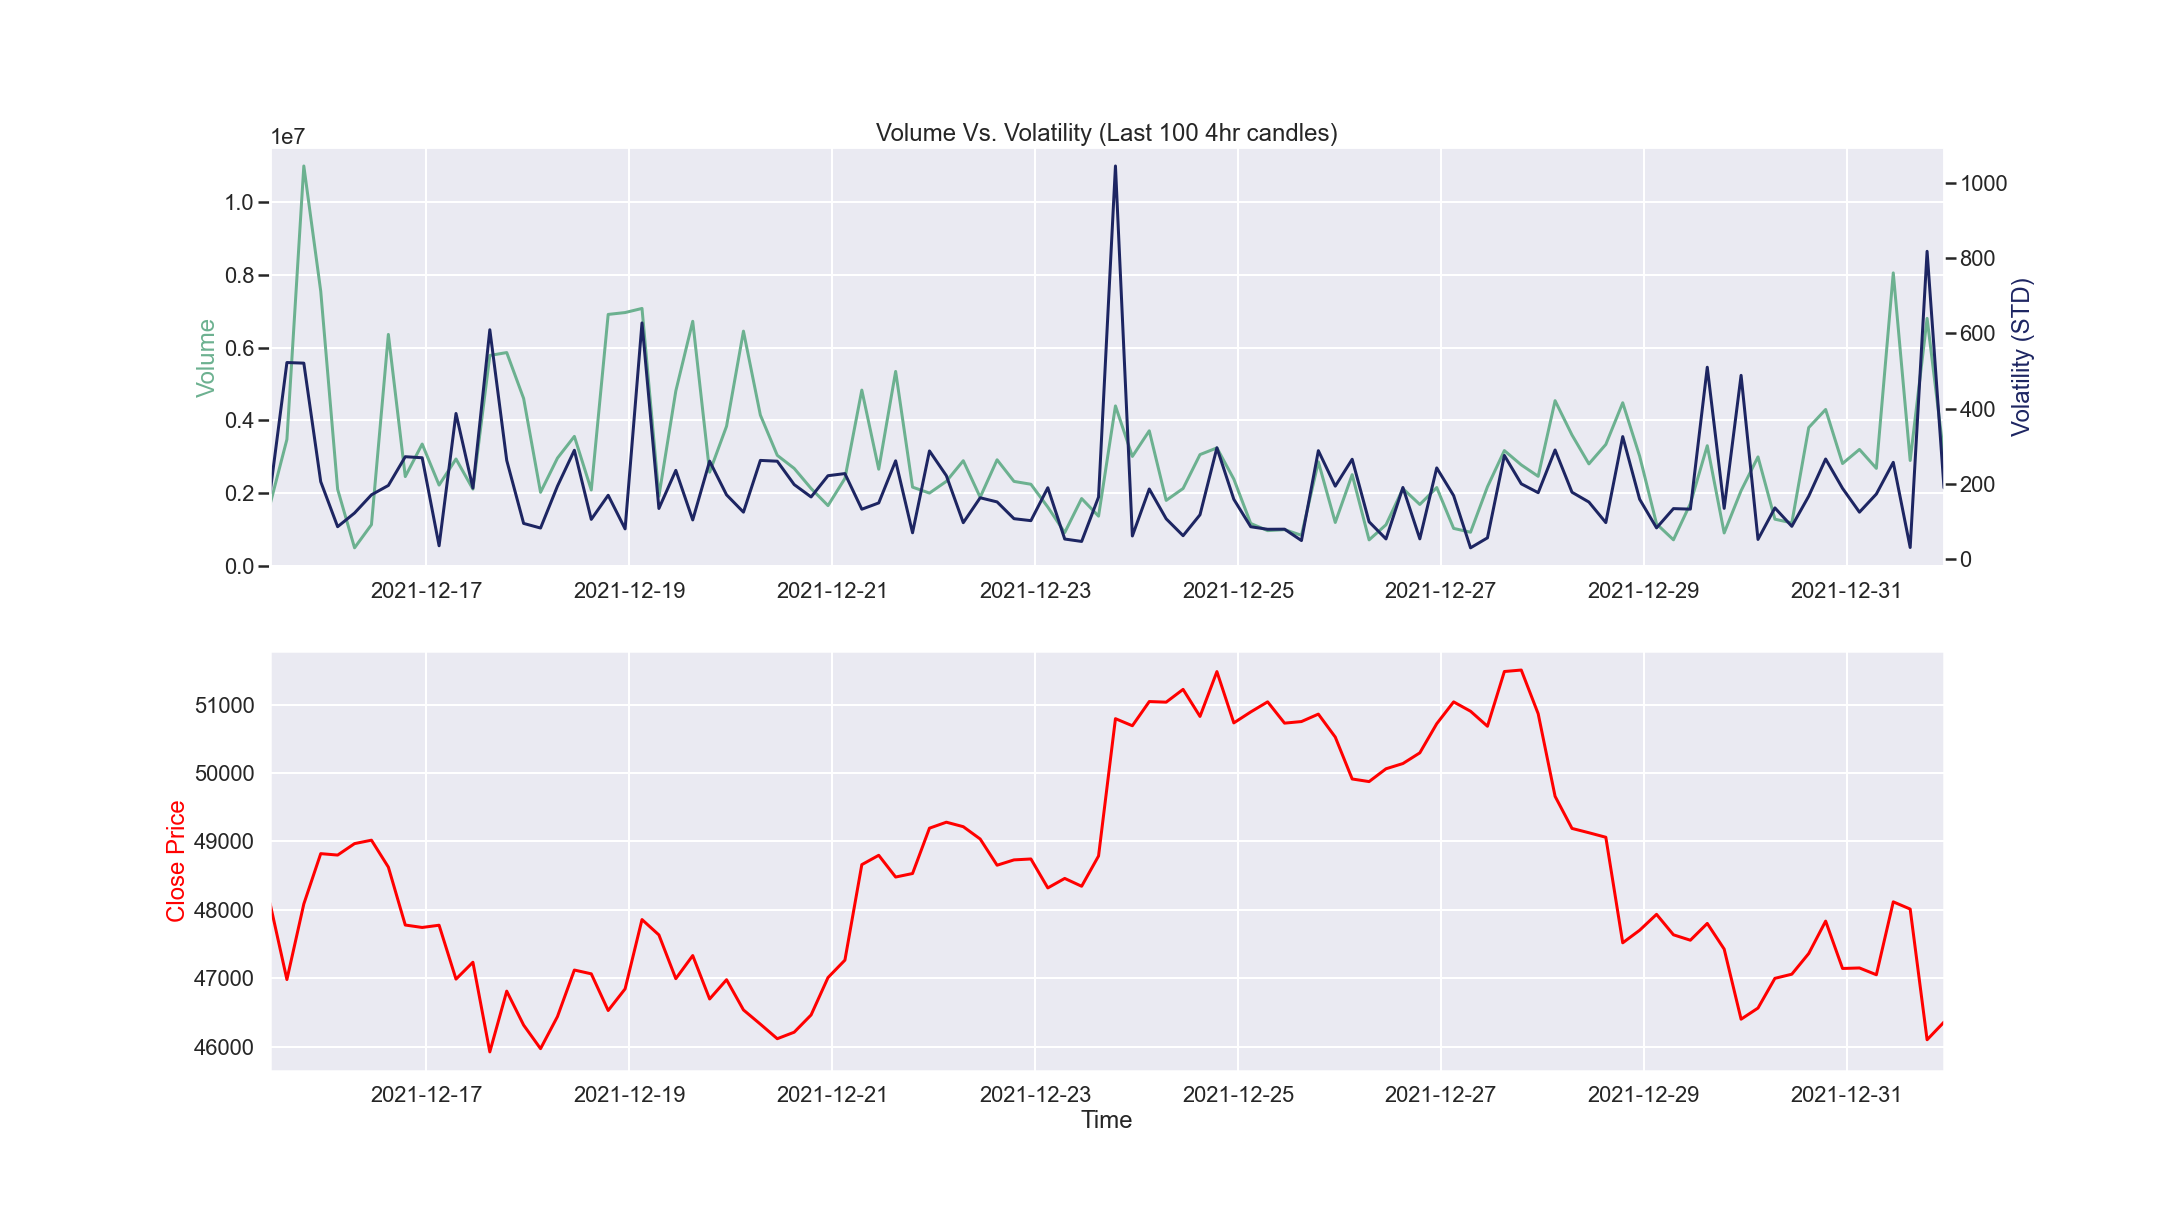 Volume Vs. Volatility (Last 100 4hr candles)
1e7
1.0
0.8
0.6
0.4
0.2
0.0
Volume
1000
800
600
400
200
0
Volatility (STD)
2021-12-17 2021-12-19 2021-12-21 2021-12-23 2021-12-25 2021-12-27 2021-12-29 2021-12-31
51000
50000
49000
48000
47000
46000
Close Price
2021-12-17 2021-12-19 2021-12-21 2021-12-23 2021-12-25 2021-12-27 2021-12-29 2021-12-31
Time